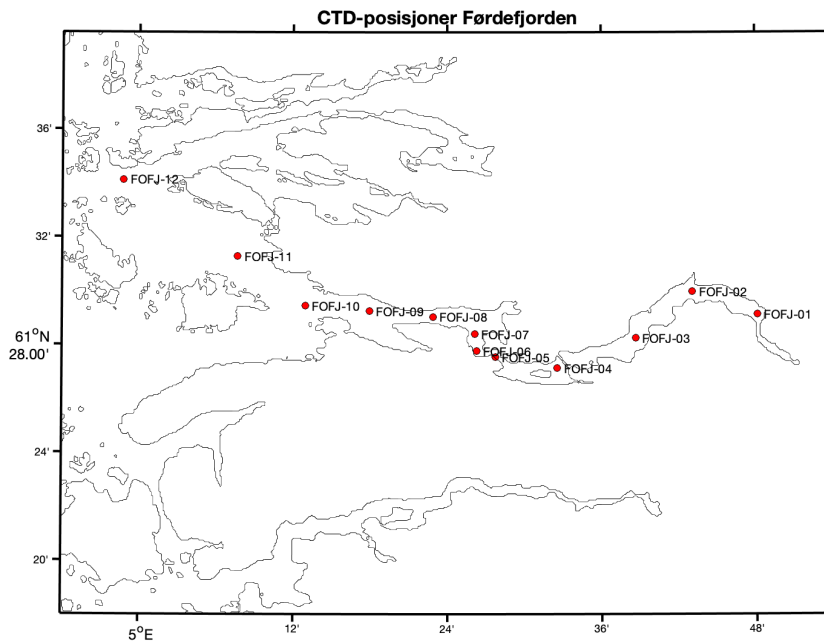 CTD-posisjoner Førdefjorden
36'
FOFJ-12
32'
FOFJ-11
FOFJ-02
FOFJ-10
FOFJ-09
FOFJ-08
FOFJ-01
FOFJ-07
61°N
28.00'
FOFJ-03
FOFJ-06
FOFJ-05
FOFJ-04
24'
20'
5°E
12'
24'
36'
48'